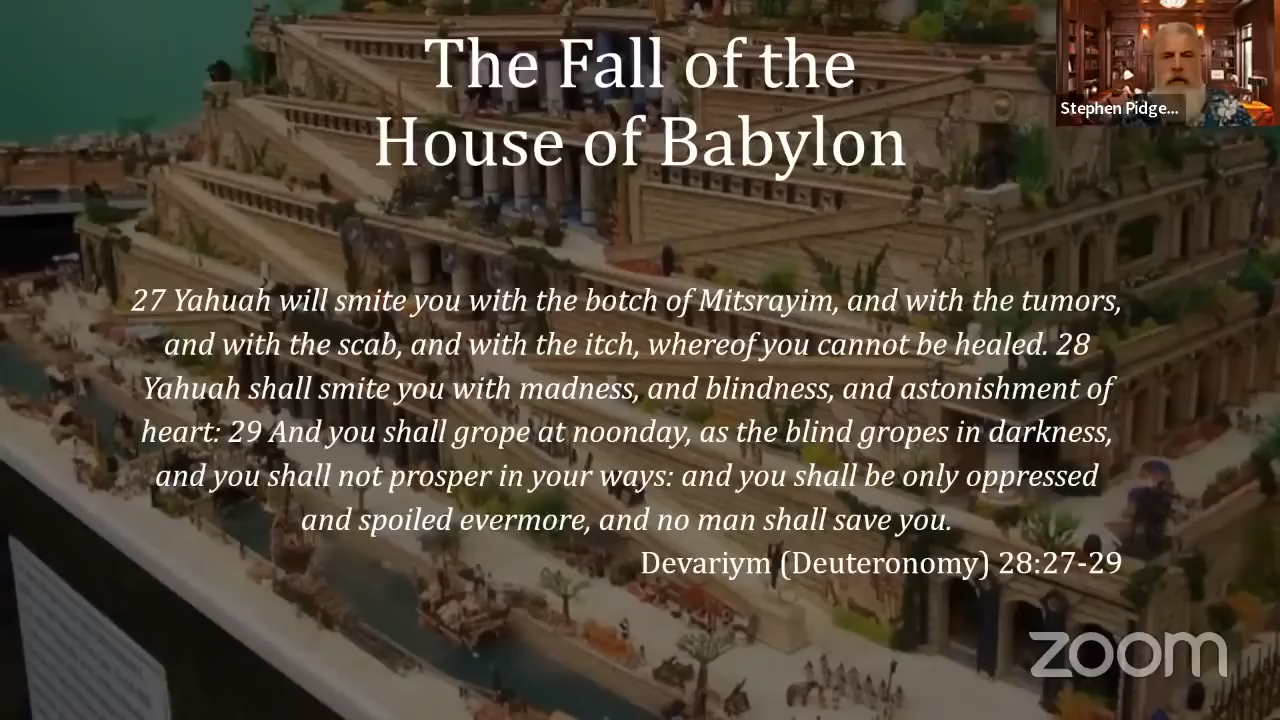 The Fall of the
House of Babylon
Stephen Pidge...
27 Yahuah will smite you with the botch of Mitsrayim, and with the tumors,
and with the scab, and with the itch, whereof you cannot be healed. 28
Yahuah shall smite you with madness, and blindness, and astonishment of
heart: 29 And you shall grope at noonday, as the blind gropes in darkness,
and you shall not prosper in your ways: and you shall be only oppressed
and spoiled evermore, and no man shall save you.
Devariym (Deuteronomy) 28:27-29
zoom